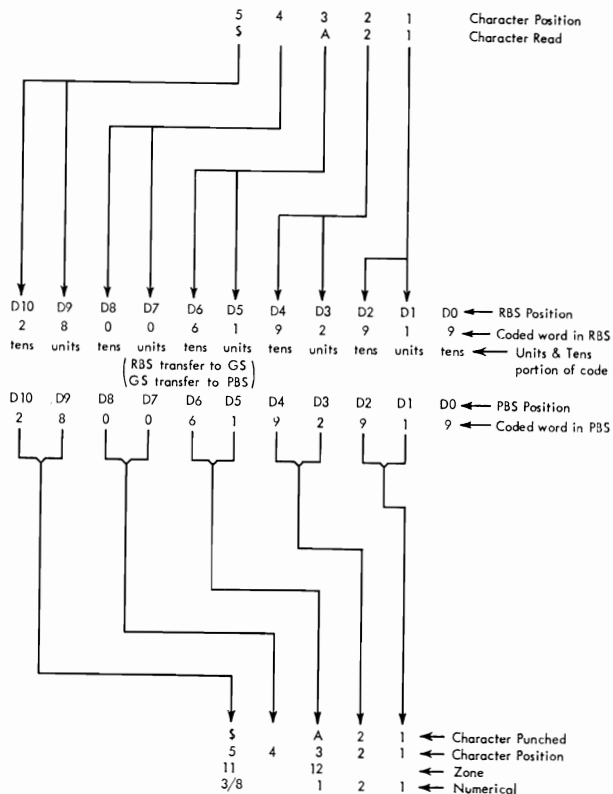 5 4 3 2 1 Character Position
$ A 2 1 Character Read
D10 D9 D8 D7 D6 D5 D4 D3 D2 D1 D0 RBS Position
2 8 0 0 6 1 9 2 9 1 9 Coded word in RBS
tens units tens units tens units tens units tens units tens Units & Tens
portion of code
(RBS transfer to GS
GS transfer to PBS)
D10 D9 D8 D7 D6 D5 D4 D3 D2 D1 D0 PBS Position
2 8 0 0 6 1 9 2 9 1 9 Coded word in PBS
$ A 2 1 Character Punched
5 4 3 2 1 Character Position
11 12 Zone
3/8 1 2 1 Numerical